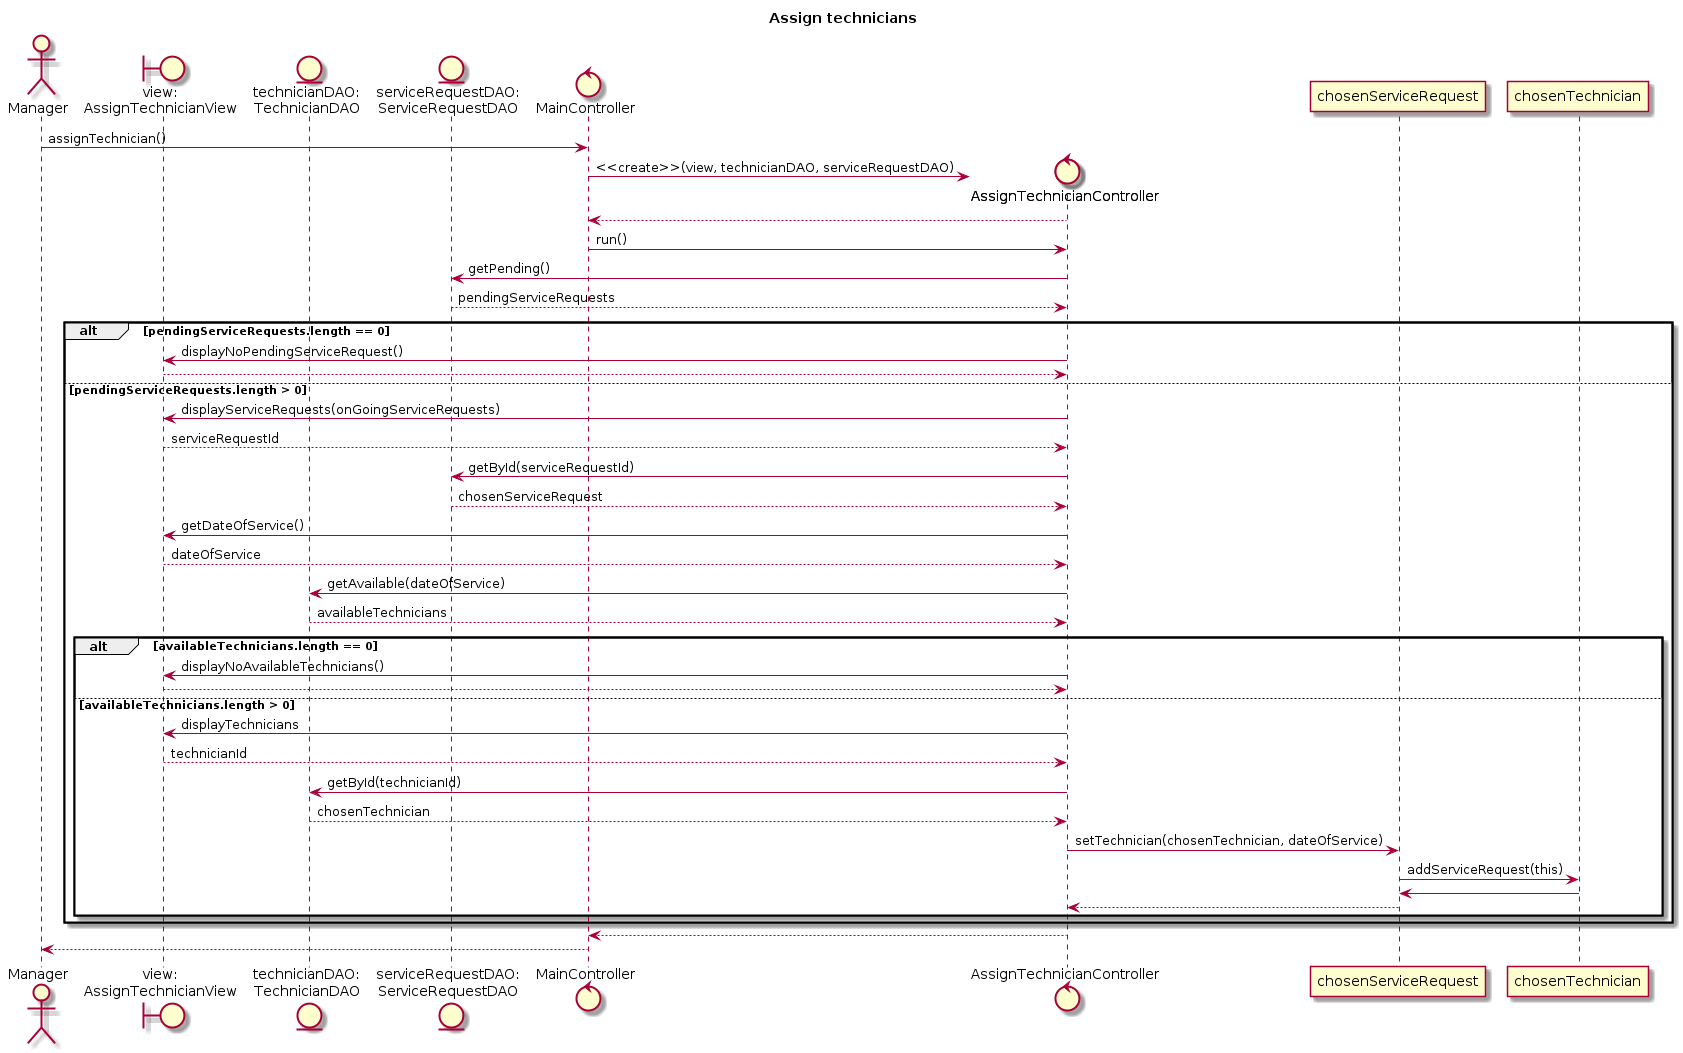 Assign technicians
Manager
view:
AssignTechnicianView
technicianDAO:
TechnicianDAO
serviceRequestDAO:
ServiceRequestDAO
MainController
chosenServiceRequest
chosenTechnician
assignTechnician()
<<create>>(view, technicianDAO, serviceRequestDAO)
AssignTechnicianController
run()
getPending()
pendingServiceRequests
alt
[pendingServiceRequests.length == 0]
displayNoPendingServiceRequest()
[pendingServiceRequests.length > 0]
displayServiceRequests(onGoingServiceRequests)
serviceRequestId
getById(serviceRequestId)
chosenServiceRequest
getDateOfService()
dateOfService
getAvailable(dateOfService)
availableTechnicians
alt
[availableTechnicians.length == 0]
displayNoAvailableTechnicians()
[availableTechnicians.length > 0]
displayTechnicians
technicianId
getById(technicianId)
chosenTechnician
setTechnician(chosenTechnician, dateOfService)
addServiceRequest(this)
Manager
view:
AssignTechnicianView
technicianDAO:
TechnicianDAO
serviceRequestDAO:
ServiceRequestDAO
MainController
AssignTechnicianController
chosenServiceRequest
chosenTechnician